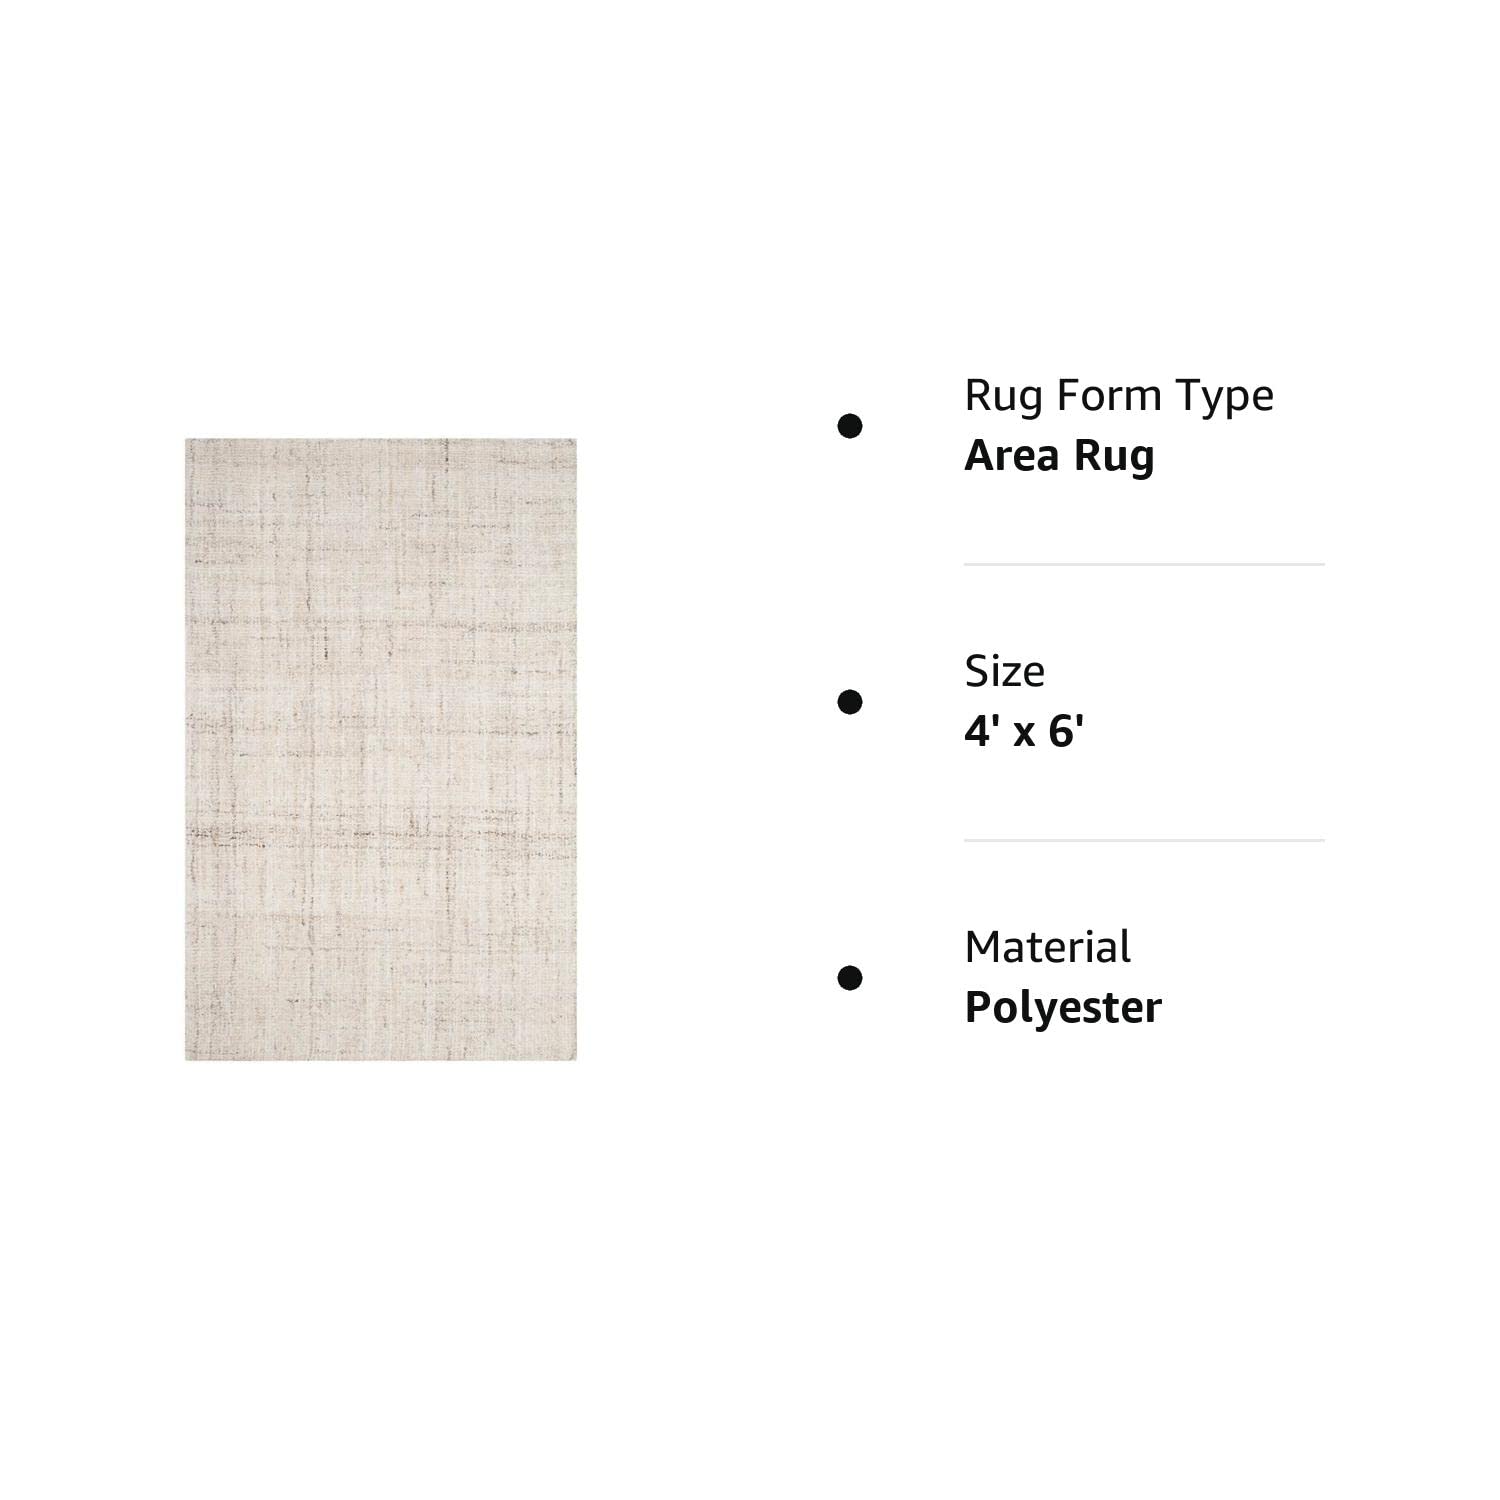 Rug Form Type
Area Rug
Size
4' x 6'
Material
Polyester